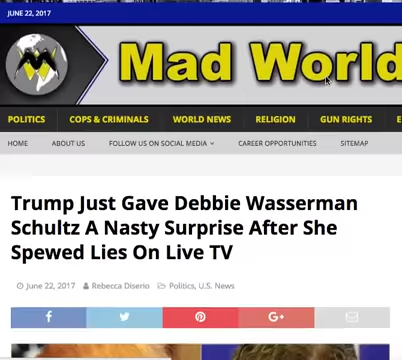 JUNE 22, 2017
Mad World
POLITICS COPS & CRIMINALS WORLD NEWS RELIGION GUN RIGHTS E
HOME ABOUT US FOLLOW US ON SOCIAL MEDIA CAREER OPPORTUNITIES SITEMAP
Trump Just Gave Debbie Wasserman
Schultz A Nasty Surprise After She
Spewed Lies On Live TV
June 22, 2017 Rebecca Diserio Politics, U.S. News